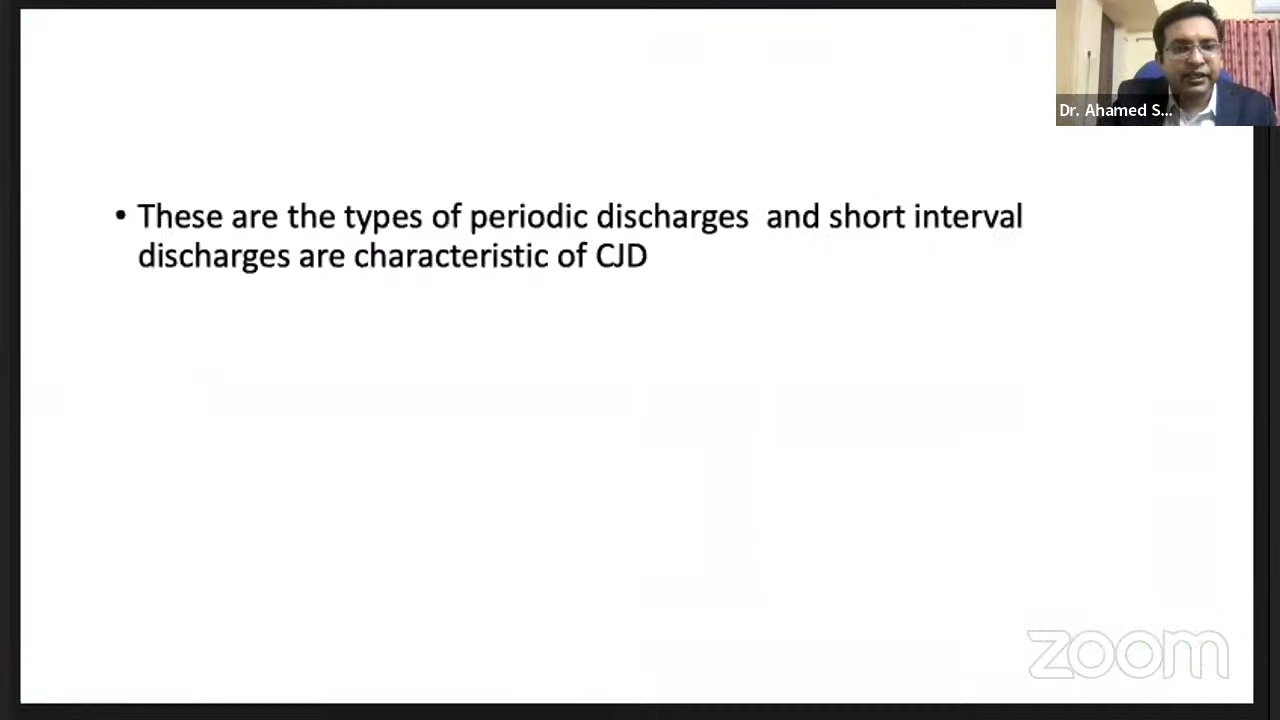 Dr. Ahamed S...
• These are the types of periodic discharges  and short interval
discharges are characteristic of CJD
zoom